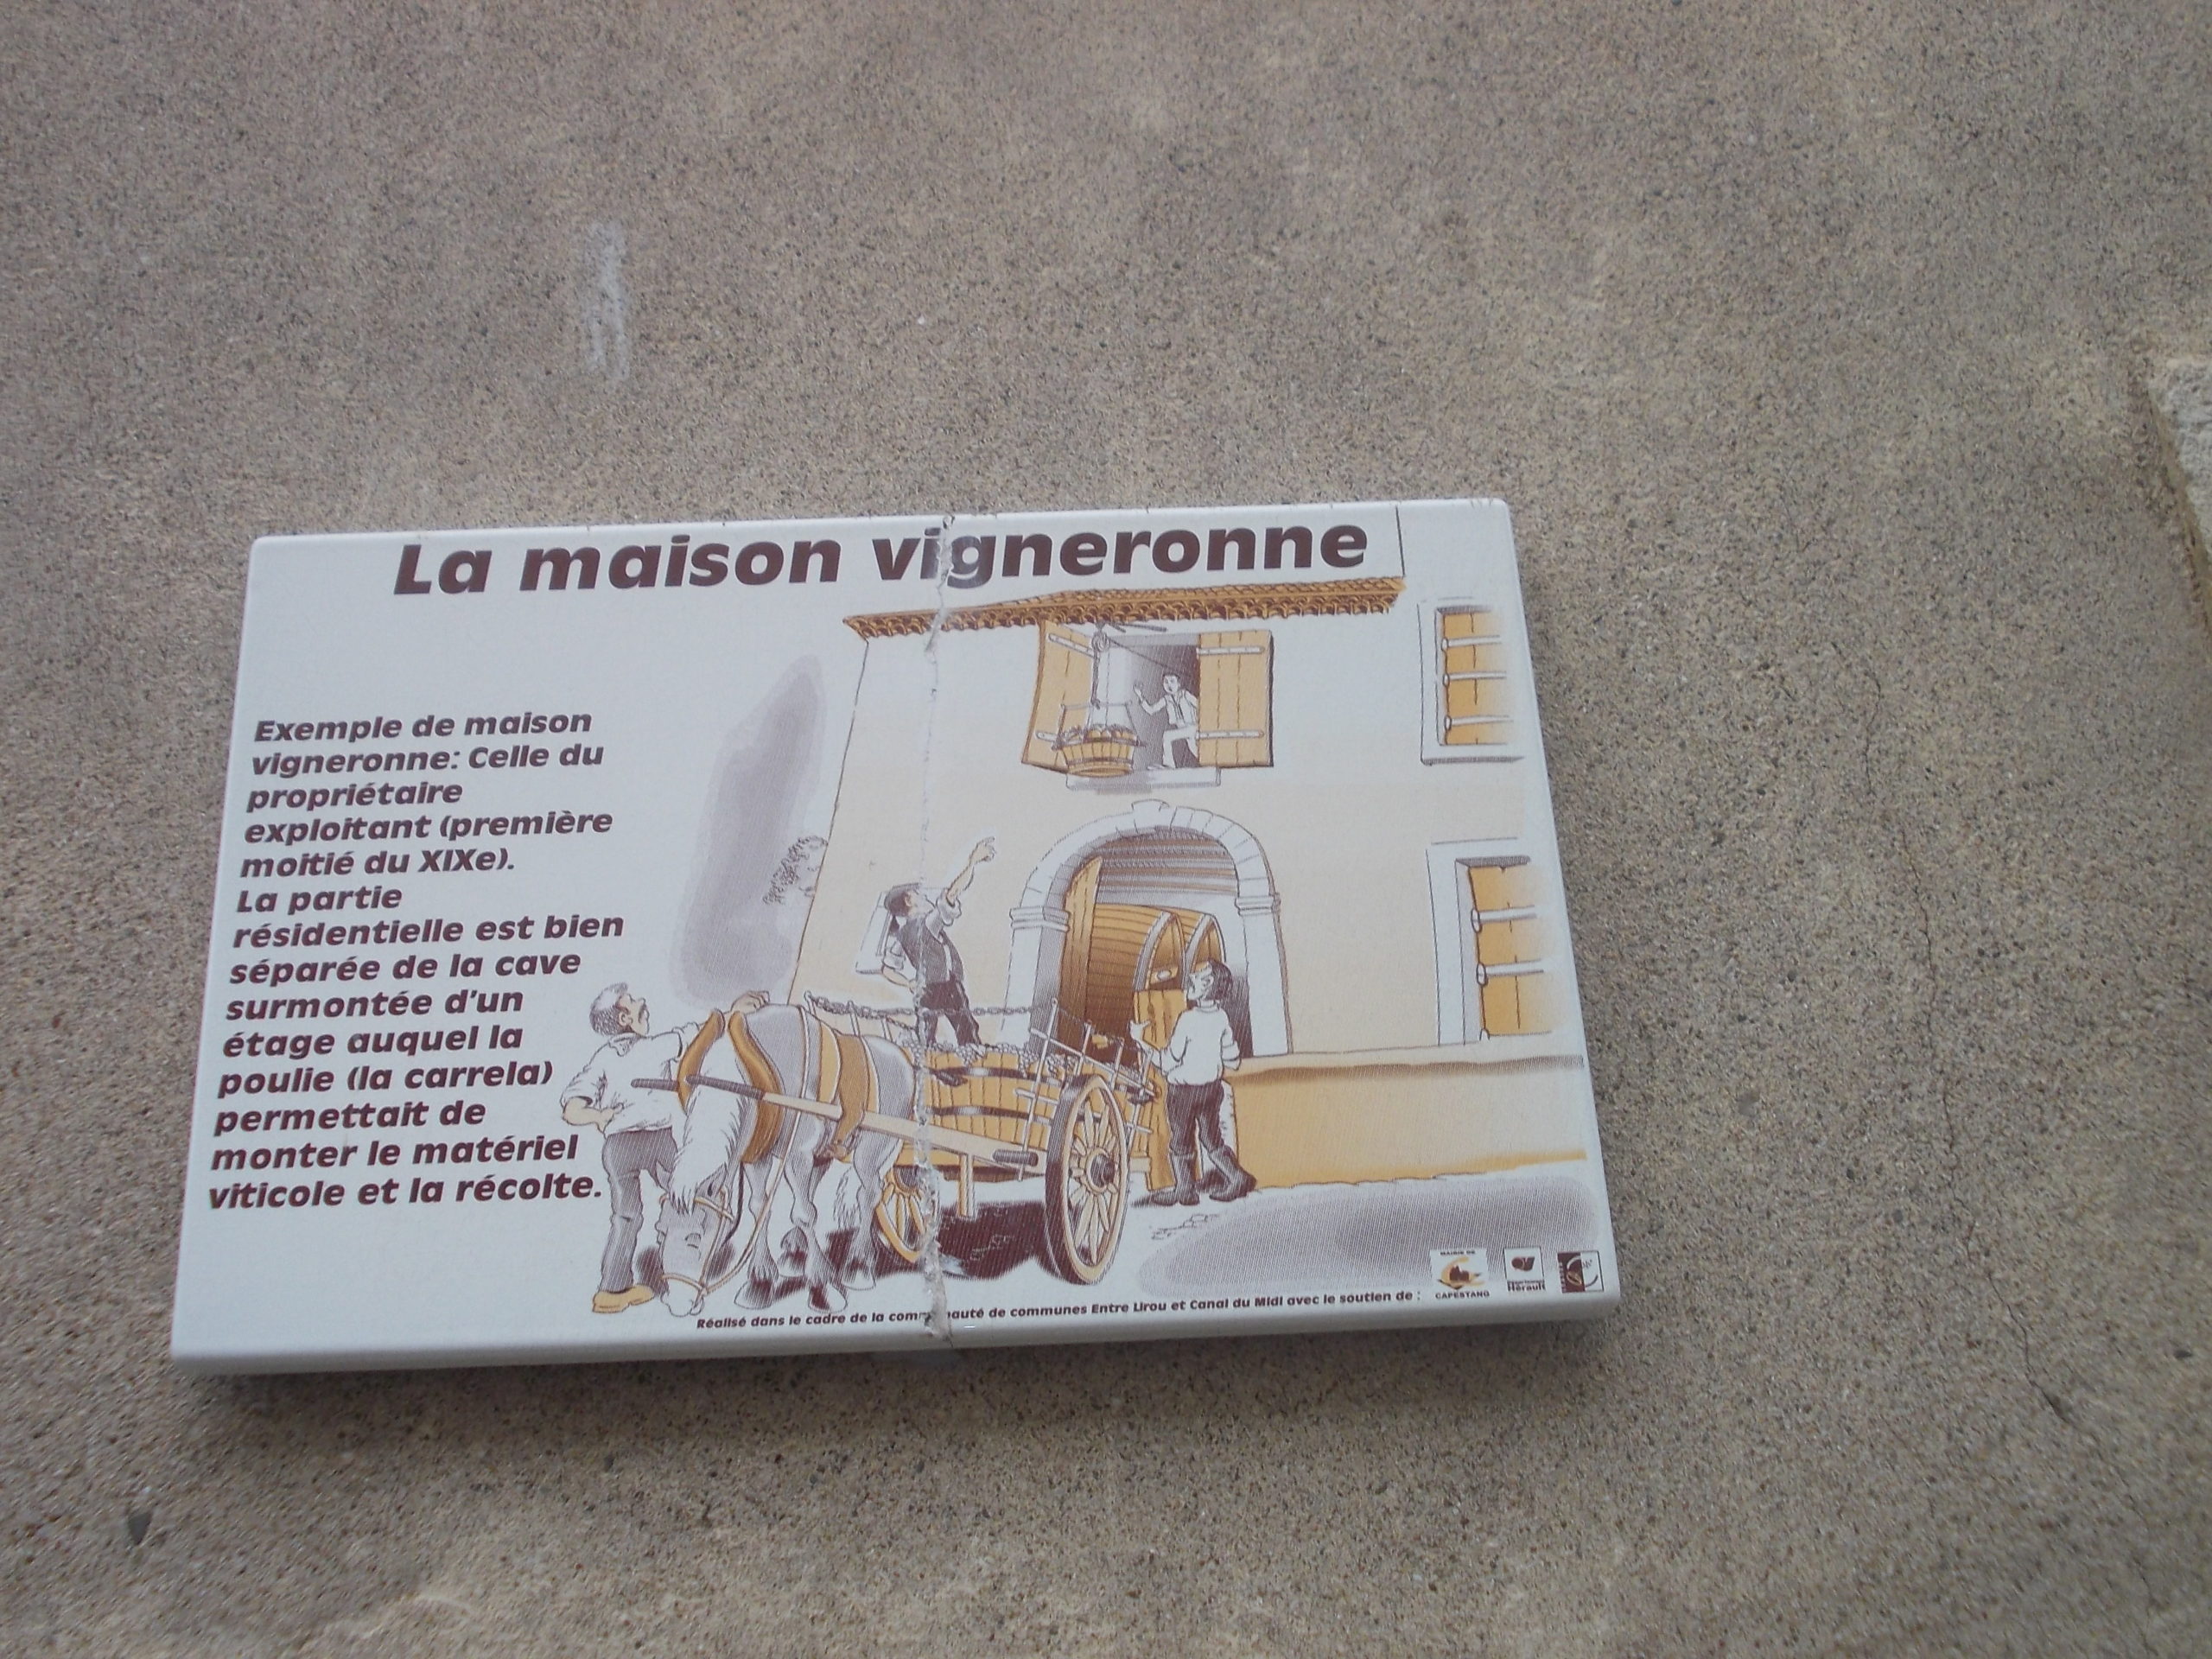 La maison vigneronne
Exemple de maison
vigneronne: Celle du
propriétaire
exploitant (première
moitié du XIXe).
La partie
résidentielle est bien
séparée de la cave
surmontée d'un
étage auquel la
poulie (la carrela)
permettait de
monter le matériel
viticole et la récolte.
Réalisé dans le cadre de la communauté de communes Entre Lirou et Canal du Midi avec le soutien de :
MAIRIE DE
CAPESTANG
Hérault